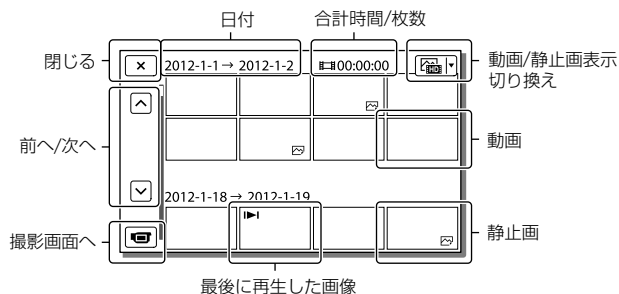 日付
合計時間/枚数
閉じる
2012-1-1 → 2012-1-2
00:00:00
HD
動画/静止画表示
切り換え
前へ/次へ
動画
2012-1-18 → 2012-1-19
撮影画面へ
静止画
最後に再生した画像